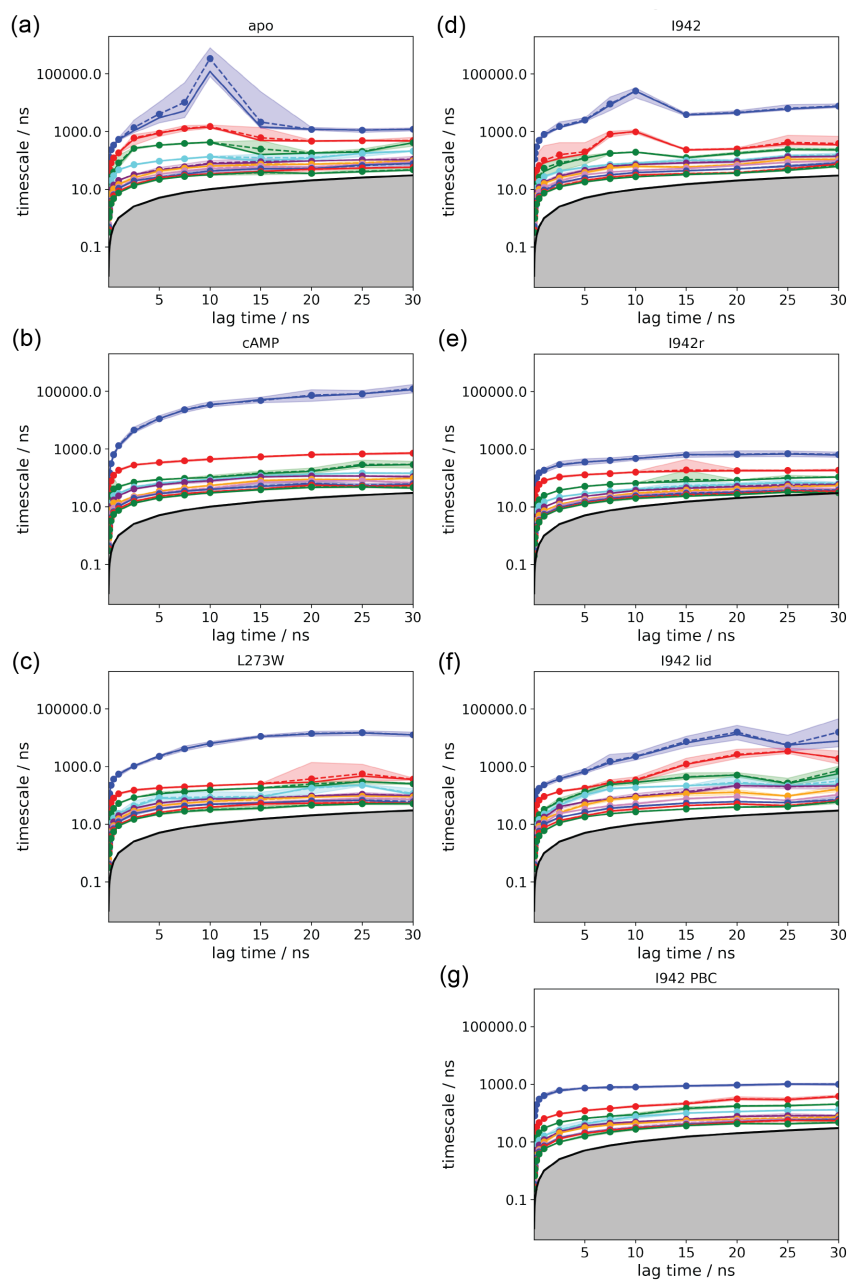 (a)
apo
timescale / ns
100000.0
1000.0
10.0
0.1
5 10 15 20 25 30
lag time / ns
(b)
cAMP
timescale / ns
100000.0
1000.0
10.0
0.1
5 10 15 20 25 30
lag time / ns
(c)
L273W
timescale / ns
100000.0
1000.0
10.0
0.1
5 10 15 20 25 30
lag time / ns
(d)
I942
timescale / ns
100000.0
1000.0
10.0
0.1
5 10 15 20 25 30
lag time / ns
(e)
I942r
timescale / ns
100000.0
1000.0
10.0
0.1
5 10 15 20 25 30
lag time / ns
(f)
I942 lid
timescale / ns
100000.0
1000.0
10.0
0.1
5 10 15 20 25 30
lag time / ns
(g)
I942 PBC
timescale / ns
100000.0
1000.0
10.0
0.1
5 10 15 20 25 30
lag time / ns